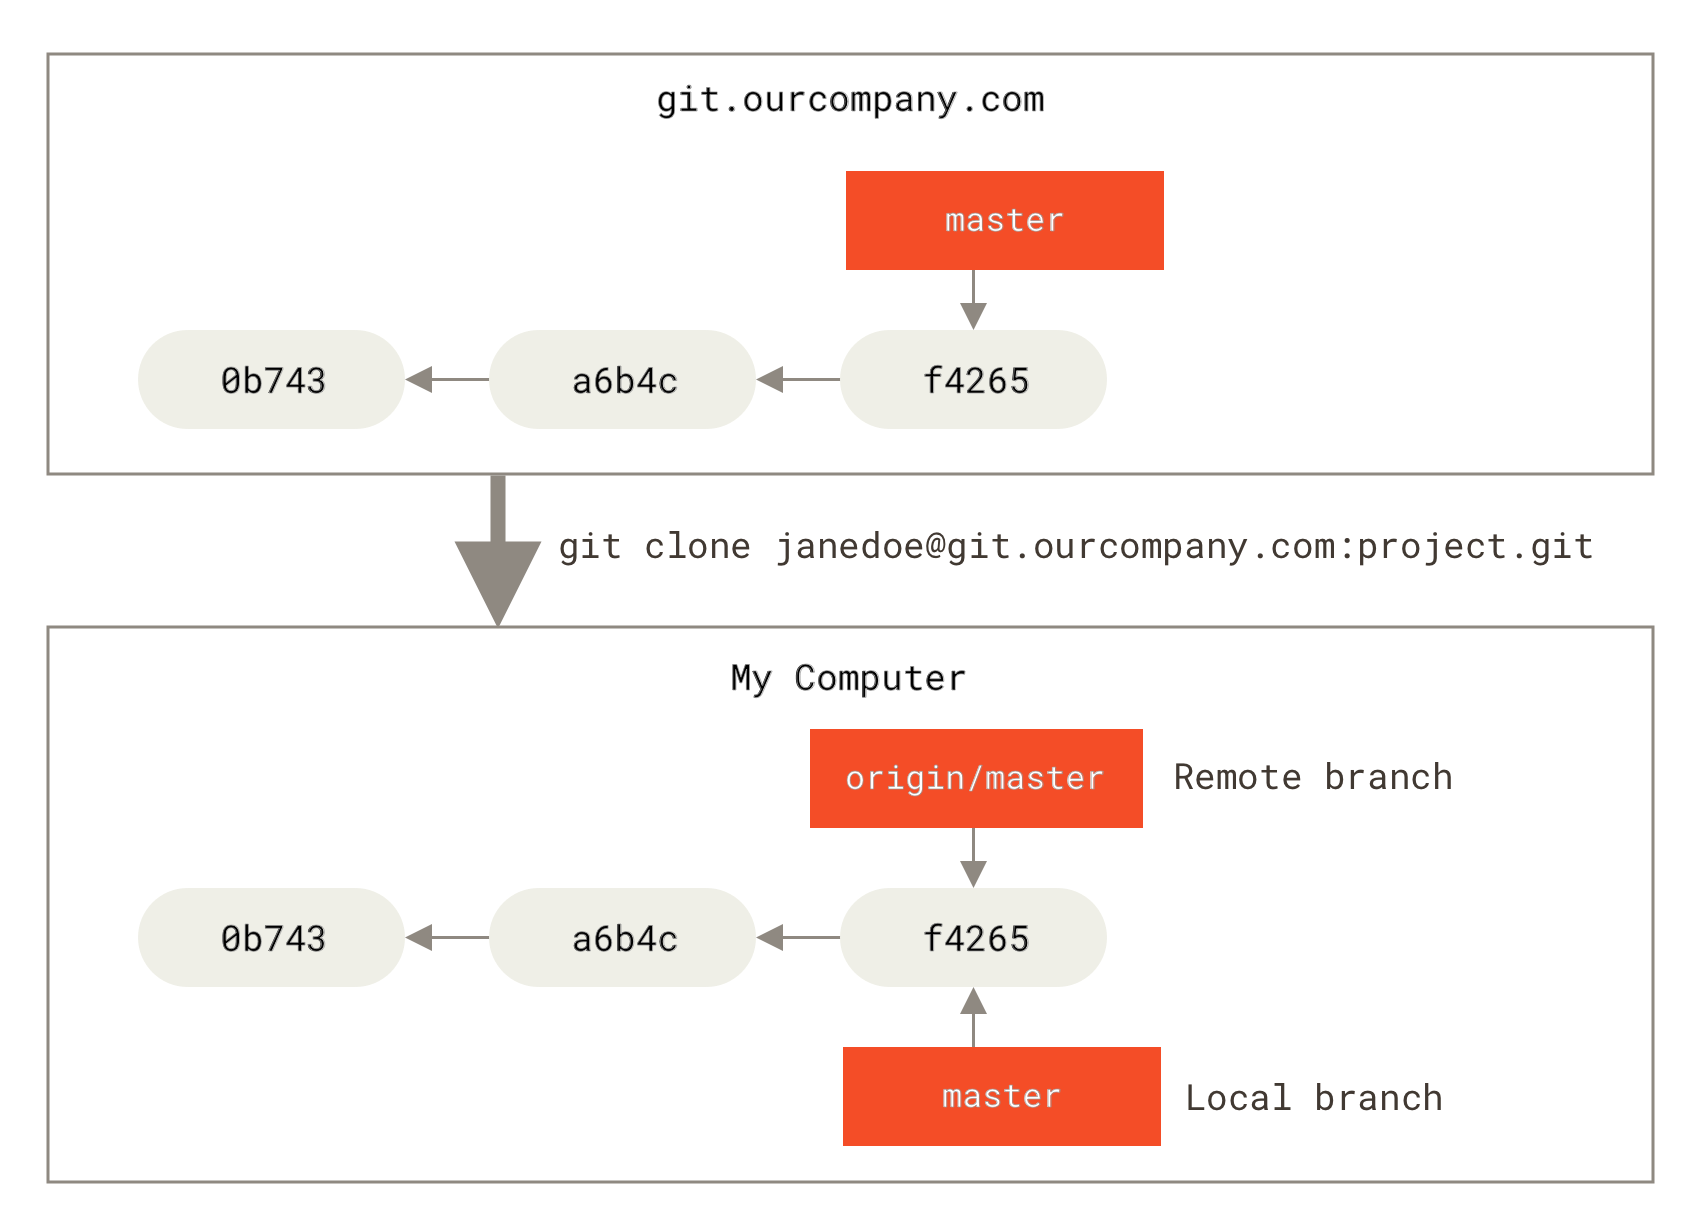 git.ourcompany.com
master
0b743
a6b4c
f4265
git clone janedoe@git.ourcompany.com:project.git
My Computer
origin/master
Remote branch
0b743
a6b4c
f4265
master
Local branch